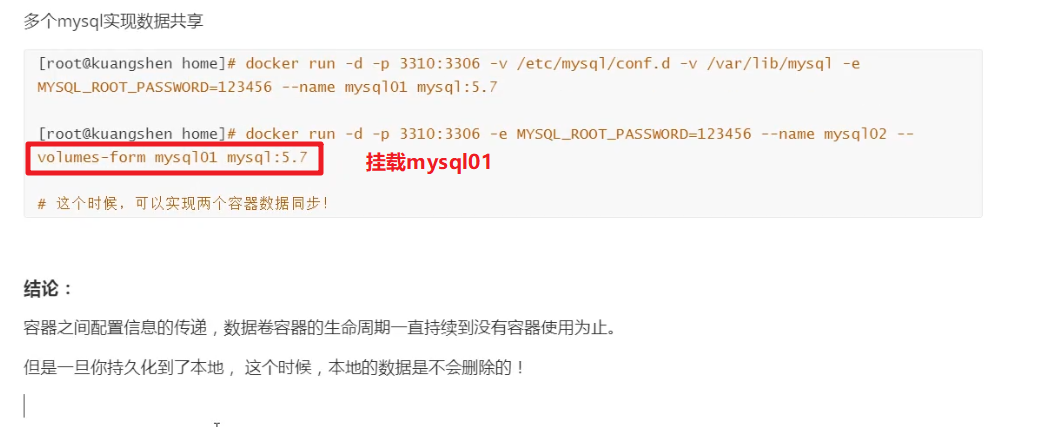 多个mysql实现数据共享
[root@kuangshen home]# docker run -d -p 3310:3306 -v /etc/mysql/conf.d -v /var/lib/mysql -e
MYSQL_ROOT_PASSWORD=123456 --name mysql01 mysql:5.7
[root@kuangshen home]# docker run -d -p 3310:3306 -e MYSQL_ROOT_PASSWORD=123456 --name mysql02 --
volumes-form mysql01 mysql:5.7 挂载mysql01
# 这个时候，可以实现两个容器数据同步！
结论：
容器之间配置信息的传递，数据卷容器的生命周期一直持续到没有容器使用为止。
但是一旦你持久化到了本地，这个时候，本地的数据是不会删除的！